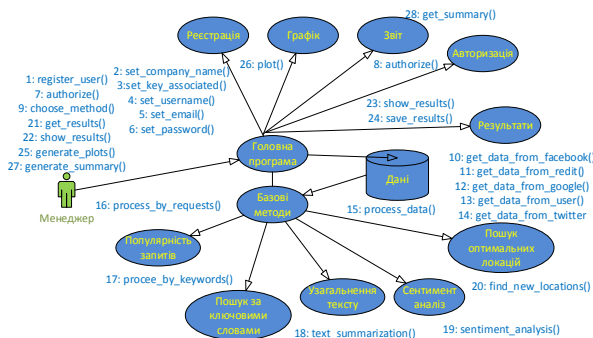 28: get_summary()
Реєстрація
Графік
Звіт
Авторизація
26: plot()
8: authorize()
1: register_user()
7: authorize()
9: choose_method()
21: get_results()
22: show_results()
25: generate_plots()
27: generate_summary()
2: set_company_name()
3:set_key_associated()
4: set_username()
5: set_email()
6: set_password()
23: show_results()
24: save_results()
Головна
програма
Результати
Менеджер
Дані
10: get_data_from_facebook()
11: get_data_from_redit()
12: get_data_from_google()
13: get_data_from_user()
14: get_data_from_twitter
16: process_by_requests()
Базові
методи
15: process_data()
Популярність
запитів
Пошук
оптимальних
локацій
17: procee_by_keywords()
Пошук за
ключовими
словами
Узагальнення
тексту
Сентимент
аналіз
20: find_new_locations()
18: text_summarization()
19: sentiment_analysis()